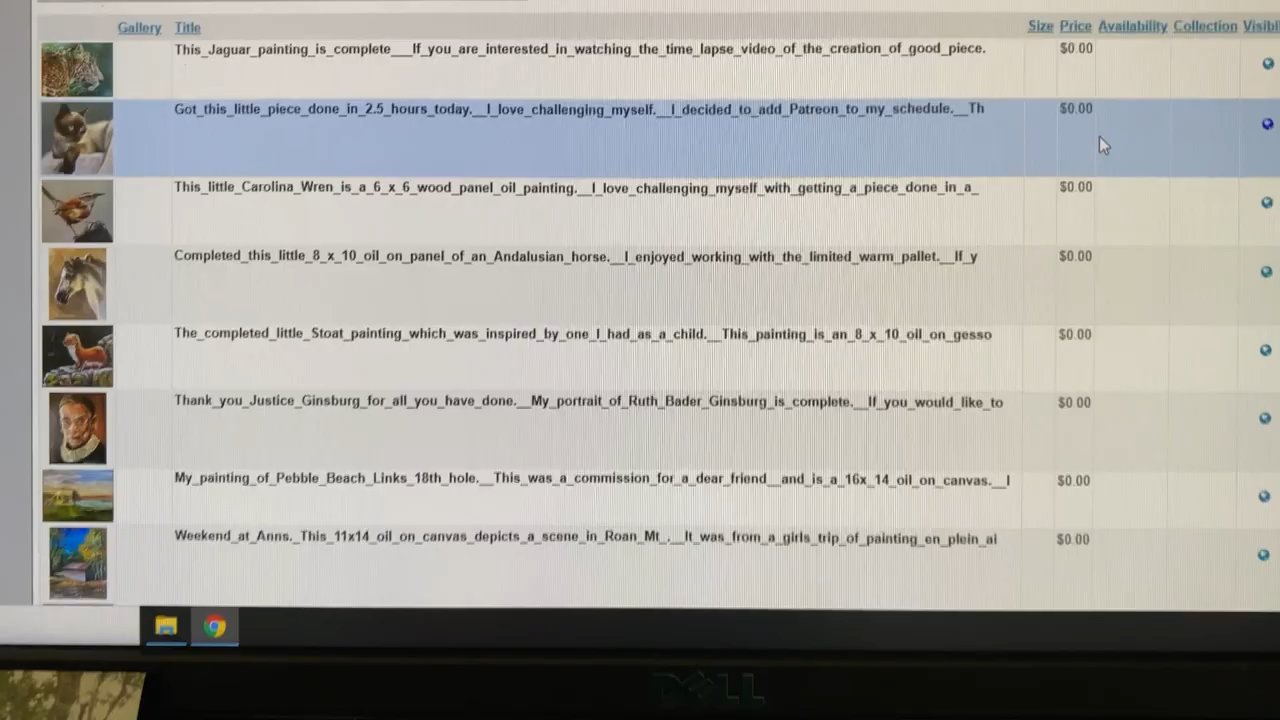 Gallery Title Size Price Availability Collection Visibi
This_Jaguar_painting_is_complete___If_you_are_interested_in_watching_the_time_lapse_video_of_the_creation_of_good_piece. $0.00
Got_this_little_piece_done_in_2.5_hours_today.__I_love_challenging_myself.__I_decided_to_add_Patreon_to_my_schedule.__Th $0.00
This_little_Carolina_Wren_is_a_6_x_6_wood_panel_oil_painting.__I_love_challenging_myself_with_getting_a_piece_done_in_a_ $0.00
Completed_this_little_8_x_10_oil_on_panel_of_an_Andalusian_horse.__I_enjoyed_working_with_the_limited_warm_pallet.__If_y $0.00
The_completed_little_Stoat_painting_which_was_inspired_by_one_I_had_as_a_child.__This_painting_is_an_8_x_10_oil_on_gesso $0.00
Thank_you_Justice_Ginsburg_for_all_you_have_done.__My_portrait_of_Ruth_Bader_Ginsburg_is_complete.__If_you_would_like_to $0.00
My_painting_of_Pebble_Beach_Links_18th_hole.__This_was_a_commission_for_a_dear_friend__and_is_a_16x_14_oil_on_canvas.__I $0.00
Weekend_at_Anns._This_11x14_oil_on_canvas_depicts_a_scene_in_Roan_Mt_.__It_was_from_a_girls_trip_of_painting_en_plein_ai $0.00
DELL